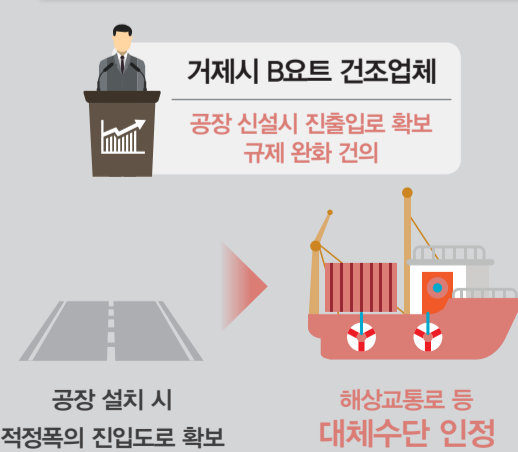 거제시 B요트 건조업체
공장 신설시 진출입로 확보
규제 완화 건의
공장 설치 시
적정폭의 진입도로 확보
해상교통로 등
대체수단 인정